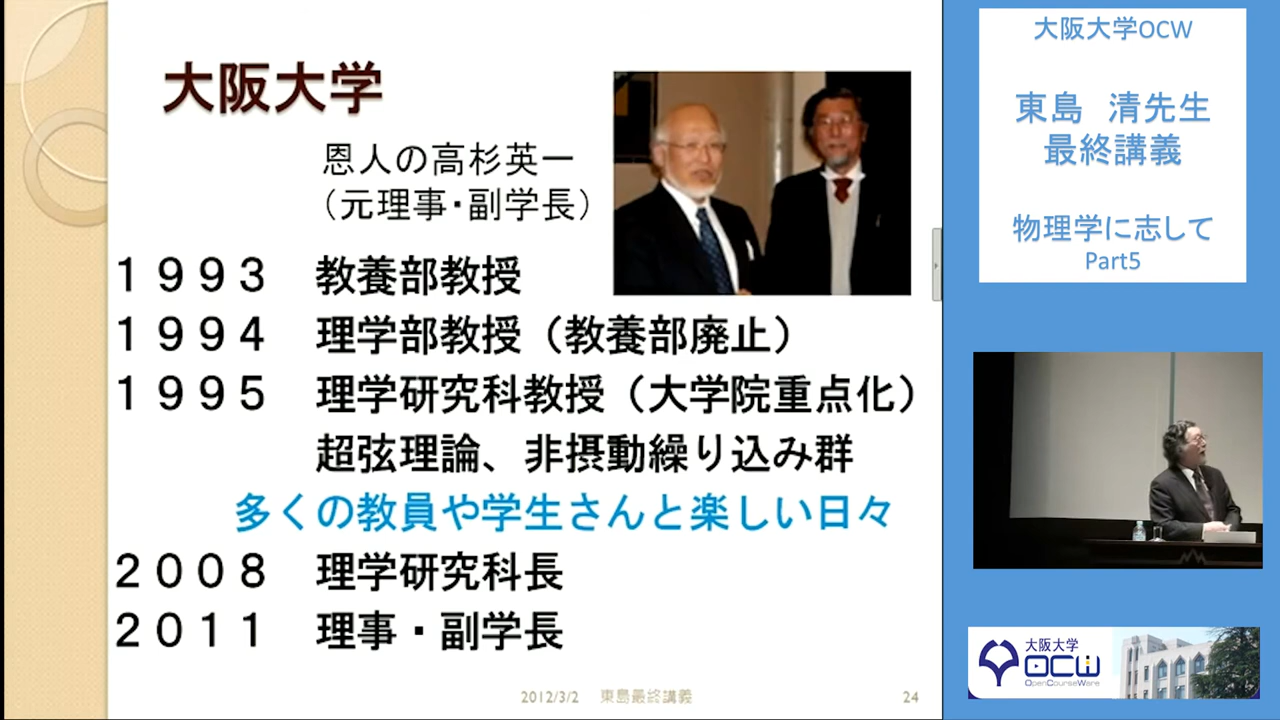 大阪大学
恩人の高杉英一
（元理事・副学長）
１９９３　教養部教授
１９９４　理学部教授（教養部廃止）
１９９５　理学研究科教授（大学院重点化）
超弦理論、非摂動繰り込み群
多くの教員や学生さんと楽しい日々
２００８　理学研究科長
２０１１　理事・副学長
2012/3/2　東島最終講義　24
大阪大学OCW
東島　清先生
最終講義
物理学に志して
Part5
大阪大学
OCW
OpenCourseWare